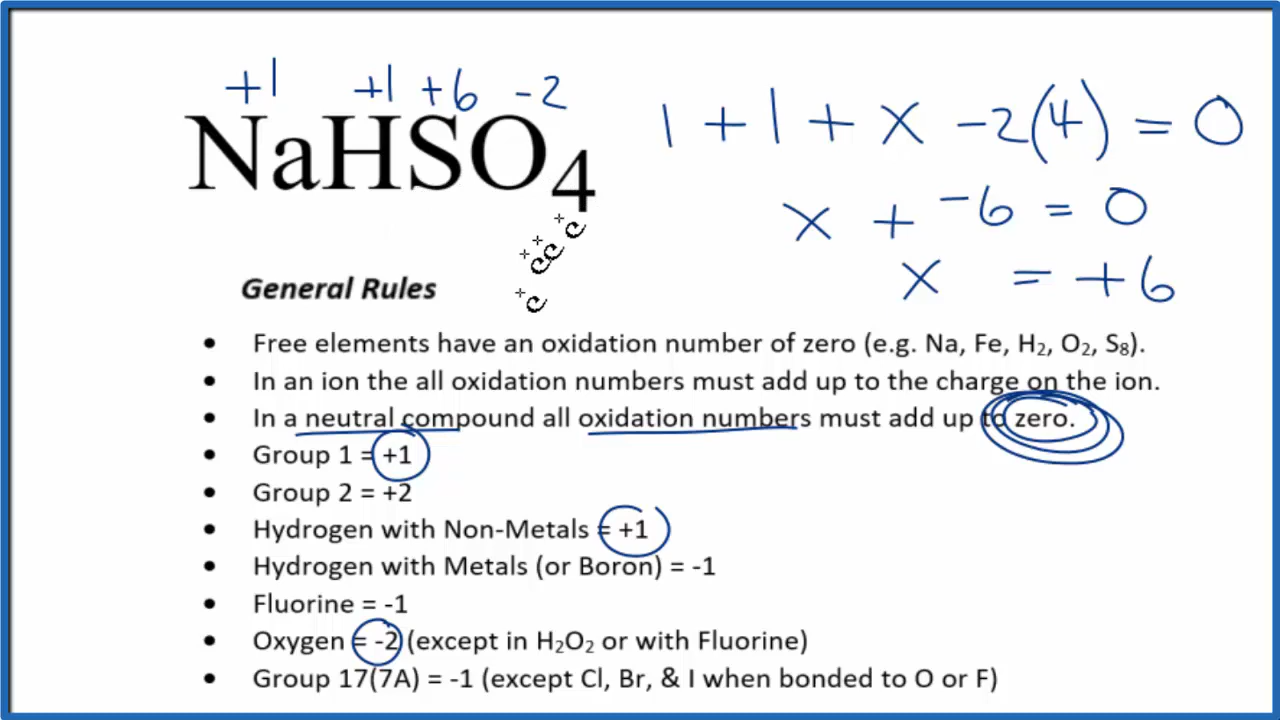 +1 +1 +6 -2
NaHSO₄
1 + 1 + x -2(4) = 0
x + -6 = 0
x = +6
General Rules
• Free elements have an oxidation number of zero (e.g. Na, Fe, H₂, O₂, S₈).
• In an ion the all oxidation numbers must add up to the charge on the ion.
• In a neutral compound all oxidation numbers must add up to zero.
• Group 1 = +1
• Group 2 = +2
• Hydrogen with Non-Metals = +1
• Hydrogen with Metals (or Boron) = -1
• Fluorine = -1
• Oxygen = -2 (except in H₂O₂ or with Fluorine)
• Group 17(7A) = -1 (except Cl, Br, & I when bonded to O or F)